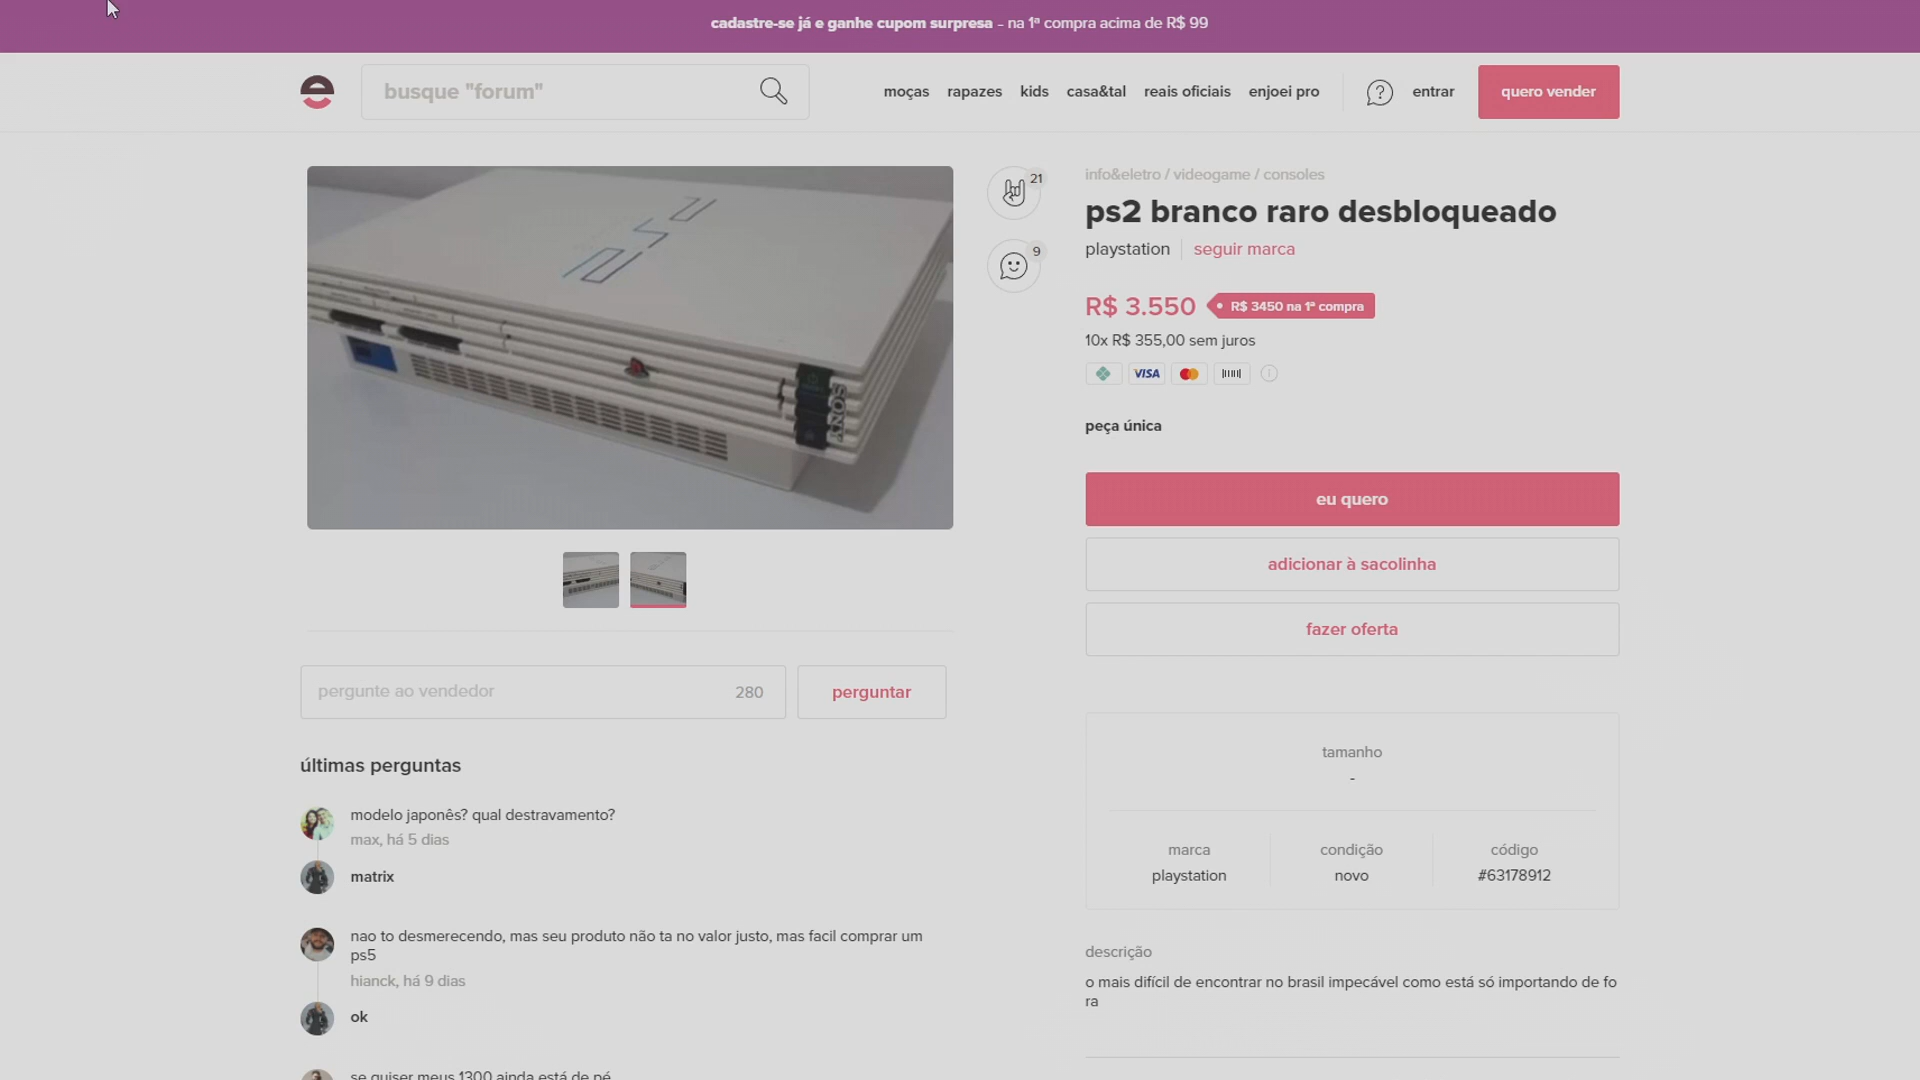 cadastre-se já e ganhe cupom surpresa - na 1ª compra acima de R$ 99
busque "forum"
moças
rapazes
kids
casa&tal
reais oficiais
enjoei pro
entrar
quero vender
SONY
21
9
info&eletro / videogame / consoles
ps2 branco raro desbloqueado
playstation
seguir marca
R$ 3.550
R$ 3450 na 1ª compra
10x R$ 355,00 sem juros
VISA
peça única
eu quero
adicionar à sacolinha
fazer oferta
pergunte ao vendedor
280
perguntar
últimas perguntas
modelo japonês? qual destravamento?
max, há 5 dias
matrix
nao to desmerecendo, mas seu produto não ta no valor justo, mas facil comprar um
ps5
hianck, há 9 dias
ok
se quiser meus 1300 ainda está de pé
tamanho
-
marca
playstation
condição
novo
código
#63178912
descrição
o mais difícil de encontrar no brasil impecável como está só importando de fo
ra